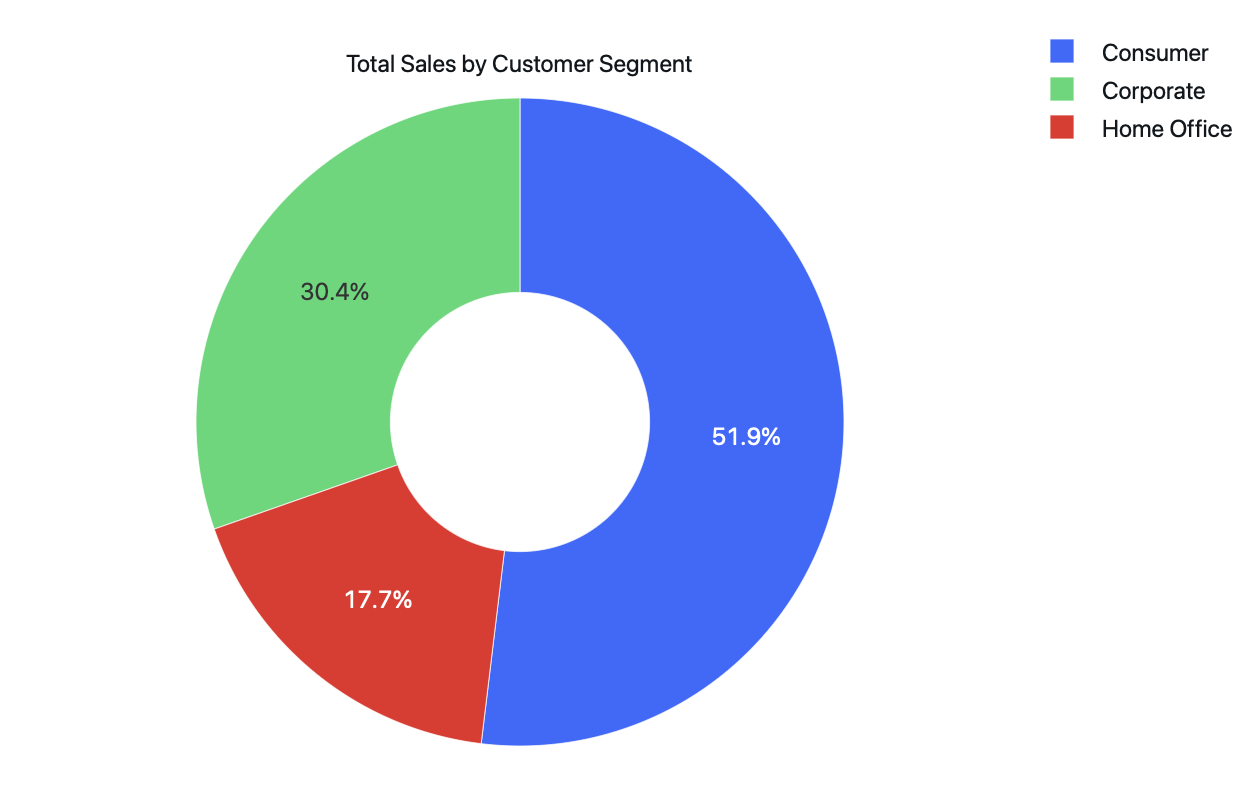 Total Sales by Customer Segment
Consumer
Corporate
Home Office
30.4%
51.9%
17.7%